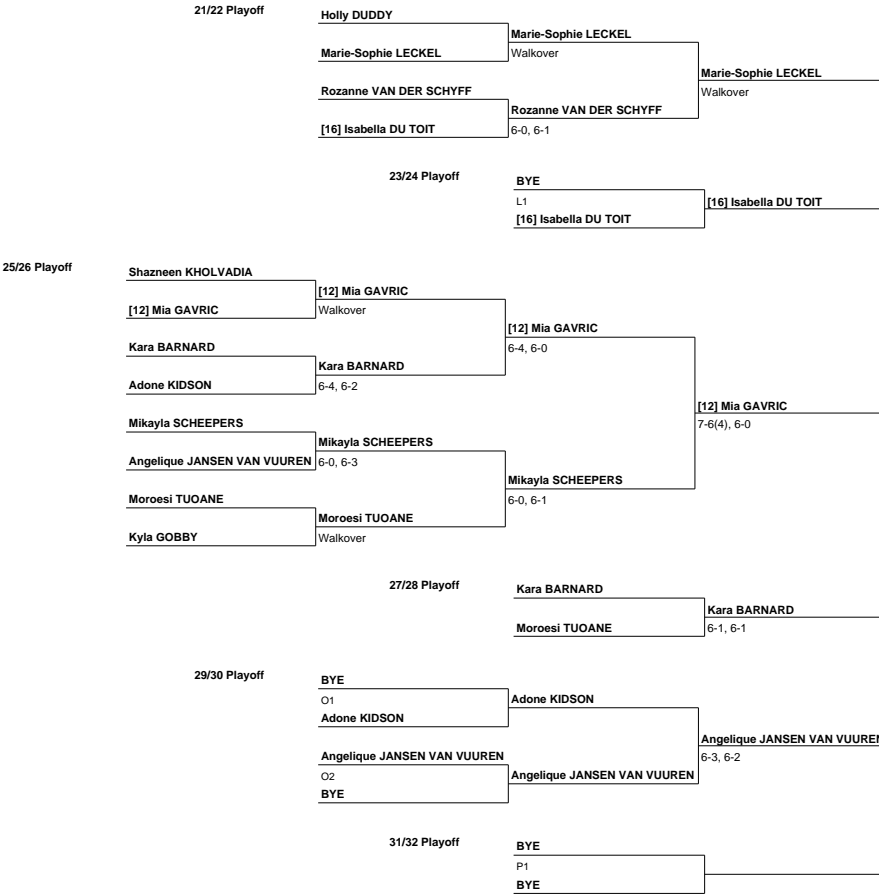 21/22 Playoff
Holly DUDDY
Marie-Sophie LECKEL
Marie-Sophie LECKEL
Walkover
Marie-Sophie LECKEL
Walkover
Rozanne VAN DER SCHYFF
Rozanne VAN DER SCHYFF
[16] Isabella DU TOIT
6-0, 6-1
23/24 Playoff
BYE
L1
[16] Isabella DU TOIT
[16] Isabella DU TOIT
25/26 Playoff
Shazneen KHOLVADIA
[12] Mia GAVRIC
[12] Mia GAVRIC
Walkover
[12] Mia GAVRIC
6-4, 6-0
Kara BARNARD
Kara BARNARD
Adone KIDSON
6-4, 6-2
[12] Mia GAVRIC
7-6(4), 6-0
Mikayla SCHEEPERS
Mikayla SCHEEPERS
Angelique JANSEN VAN VUUREN
6-0, 6-3
Mikayla SCHEEPERS
6-0, 6-1
Moroesi TUOANE
Moroesi TUOANE
Kyla GOBBY
Walkover
27/28 Playoff
Kara BARNARD
Kara BARNARD
Moroesi TUOANE
6-1, 6-1
29/30 Playoff
BYE
O1
Adone KIDSON
Adone KIDSON
Angelique JANSEN VAN VUUREN
6-3, 6-2
Angelique JANSEN VAN VUUREN
O2
Angelique JANSEN VAN VUUREN
BYE
31/32 Playoff
BYE
P1
BYE